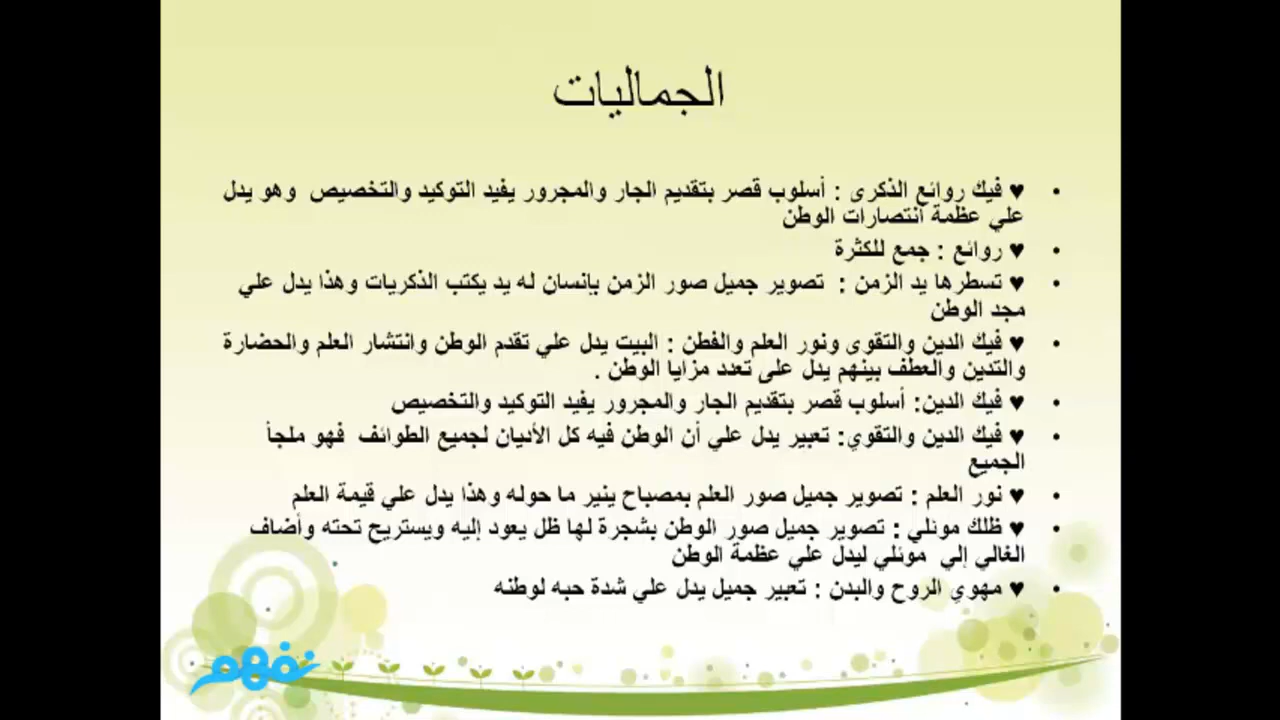 الجماليات
• ♥ فيك روائع الذكرى : أسلوب قصر بتقديم الجار والمجرور يفيد التوكيد والتخصيص وهو يدل
علي عظمة انتصارات الوطن
• ♥ روائع : جمع للكثرة
• ♥ تسطرها يد الزمن : تصوير جميل صور الزمن بإنسان له يد يكتب الذكريات وهذا يدل علي
مجد الوطن
• ♥ فيك الدين والتقوى ونور العلم والفطن : البيت يدل علي تقدم الوطن وانتشار العلم والحضارة
والتدين والعطف بينهم يدل على تعدد مزايا الوطن .
• ♥ فيك الدين: أسلوب قصر بتقديم الجار والمجرور يفيد التوكيد والتخصيص
• ♥ فيك الدين والتقوي: تعبير يدل علي أن الوطن فيه كل الأديان لجميع الطوائف فهو ملجأ
الجميع
• ♥ نور العلم : تصوير جميل صور العلم بمصباح ينير ما حوله وهذا يدل علي قيمة العلم
• ♥ ظلك موئلي : تصوير جميل صور الوطن بشجرة لها ظل يعود إليه ويستريح تحته وأضاف
الغالي إلي موئلي ليدل علي عظمة الوطن
• ♥ مهوي الروح والبدن : تعبير جميل يدل علي شدة حبه لوطنه
نفهم